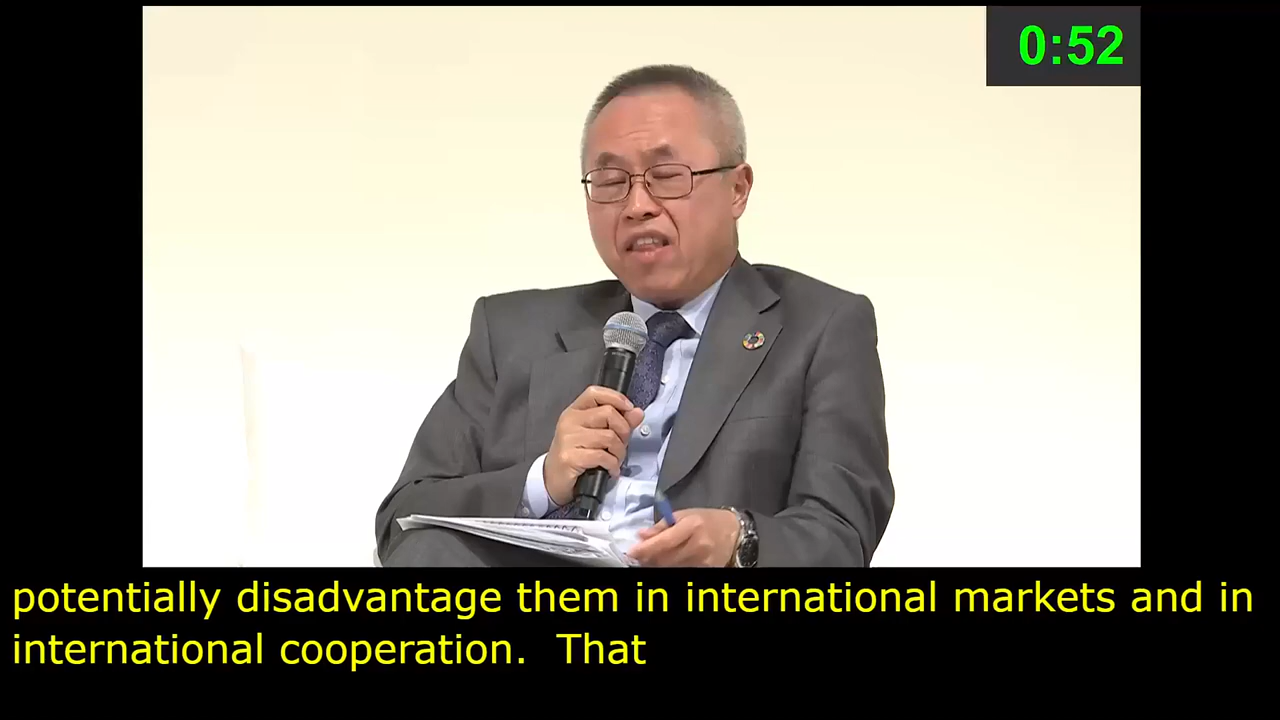 0:52
potentially disadvantage them in international markets and in
international cooperation.  That